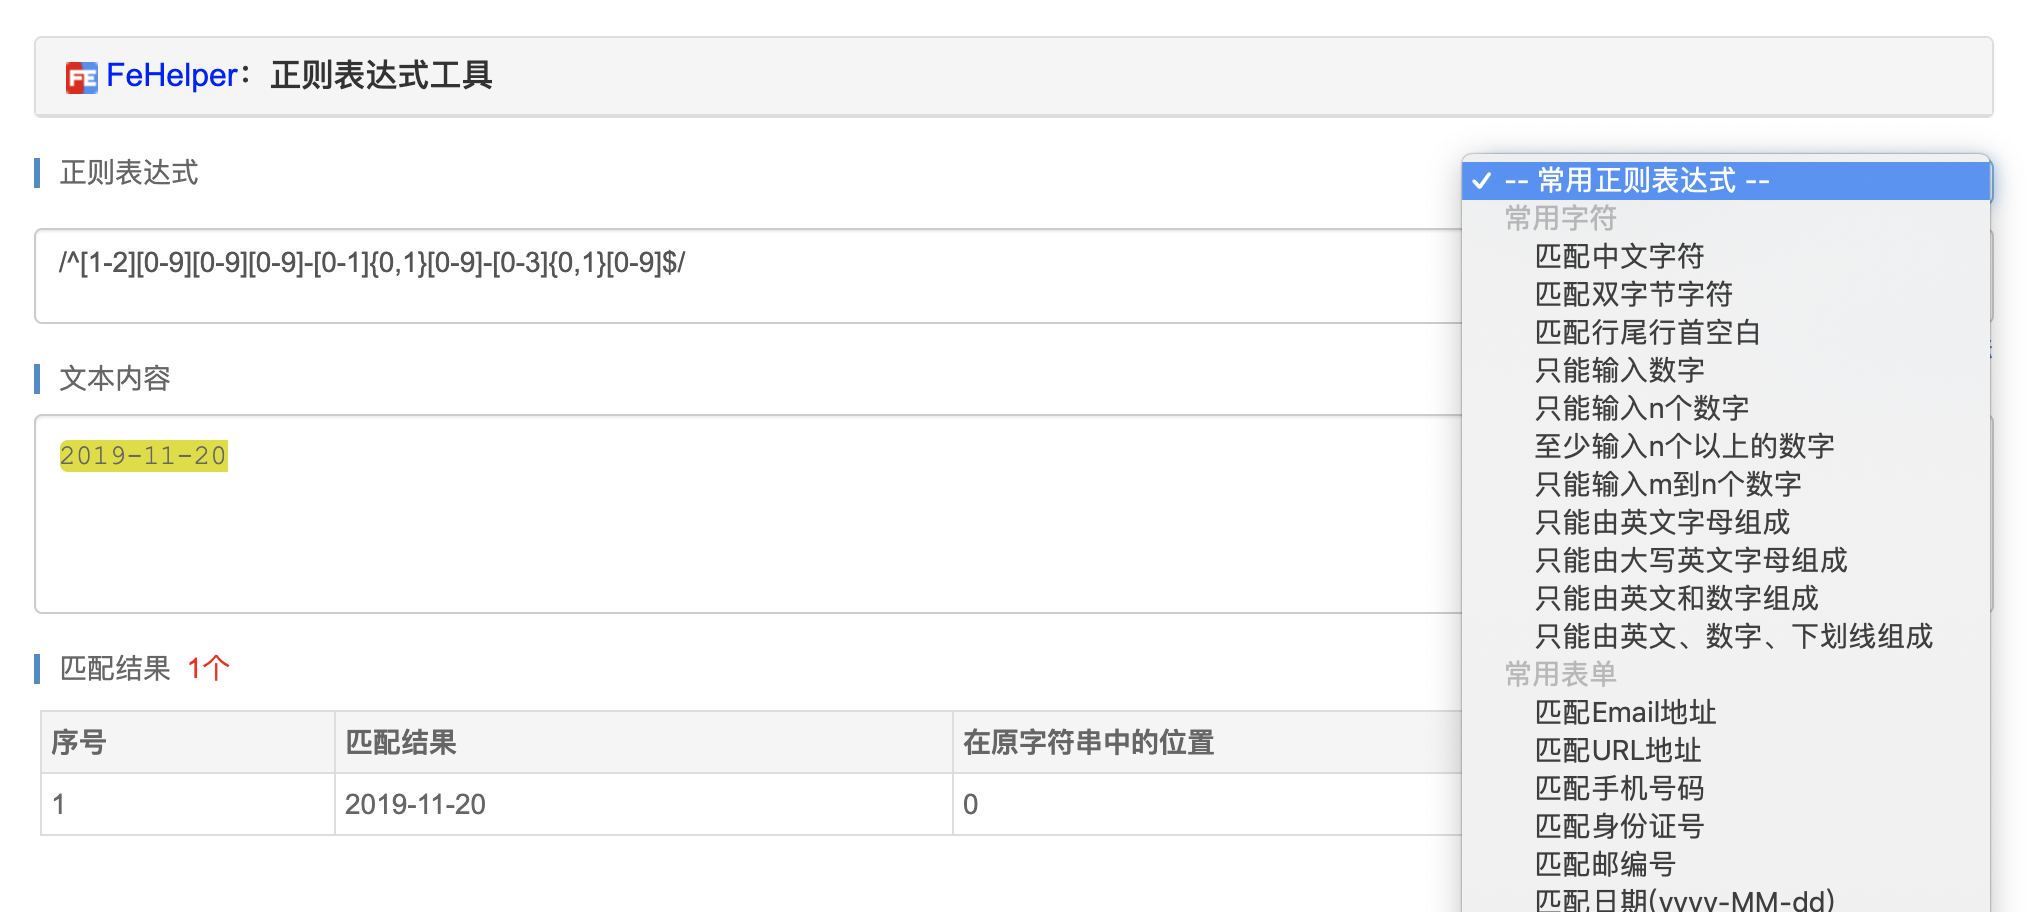 FE FeHelper：正则表达式工具
正则表达式
/^[1-2][0-9][0-9][0-9]-[0-1]{0,1}[0-9]-[0-3]{0,1}[0-9]$/
文本内容
2019-11-20
匹配结果 1个
序号 匹配结果 在原字符串中的位置
1 2019-11-20 0
✓ -- 常用正则表达式 --
常用字符
匹配中文字符
匹配双字节字符
匹配行尾行首空白
只能输入数字
只能输入n个数字
至少输入n个以上的数字
只能输入m到n个数字
只能由英文字母组成
只能由大写英文字母组成
只能由英文和数字组成
只能由英文、数字、下划线组成
常用表单
匹配Email地址
匹配URL地址
匹配手机号码
匹配身份证号
匹配邮编号
匹配日期(yyyy-MM-dd)